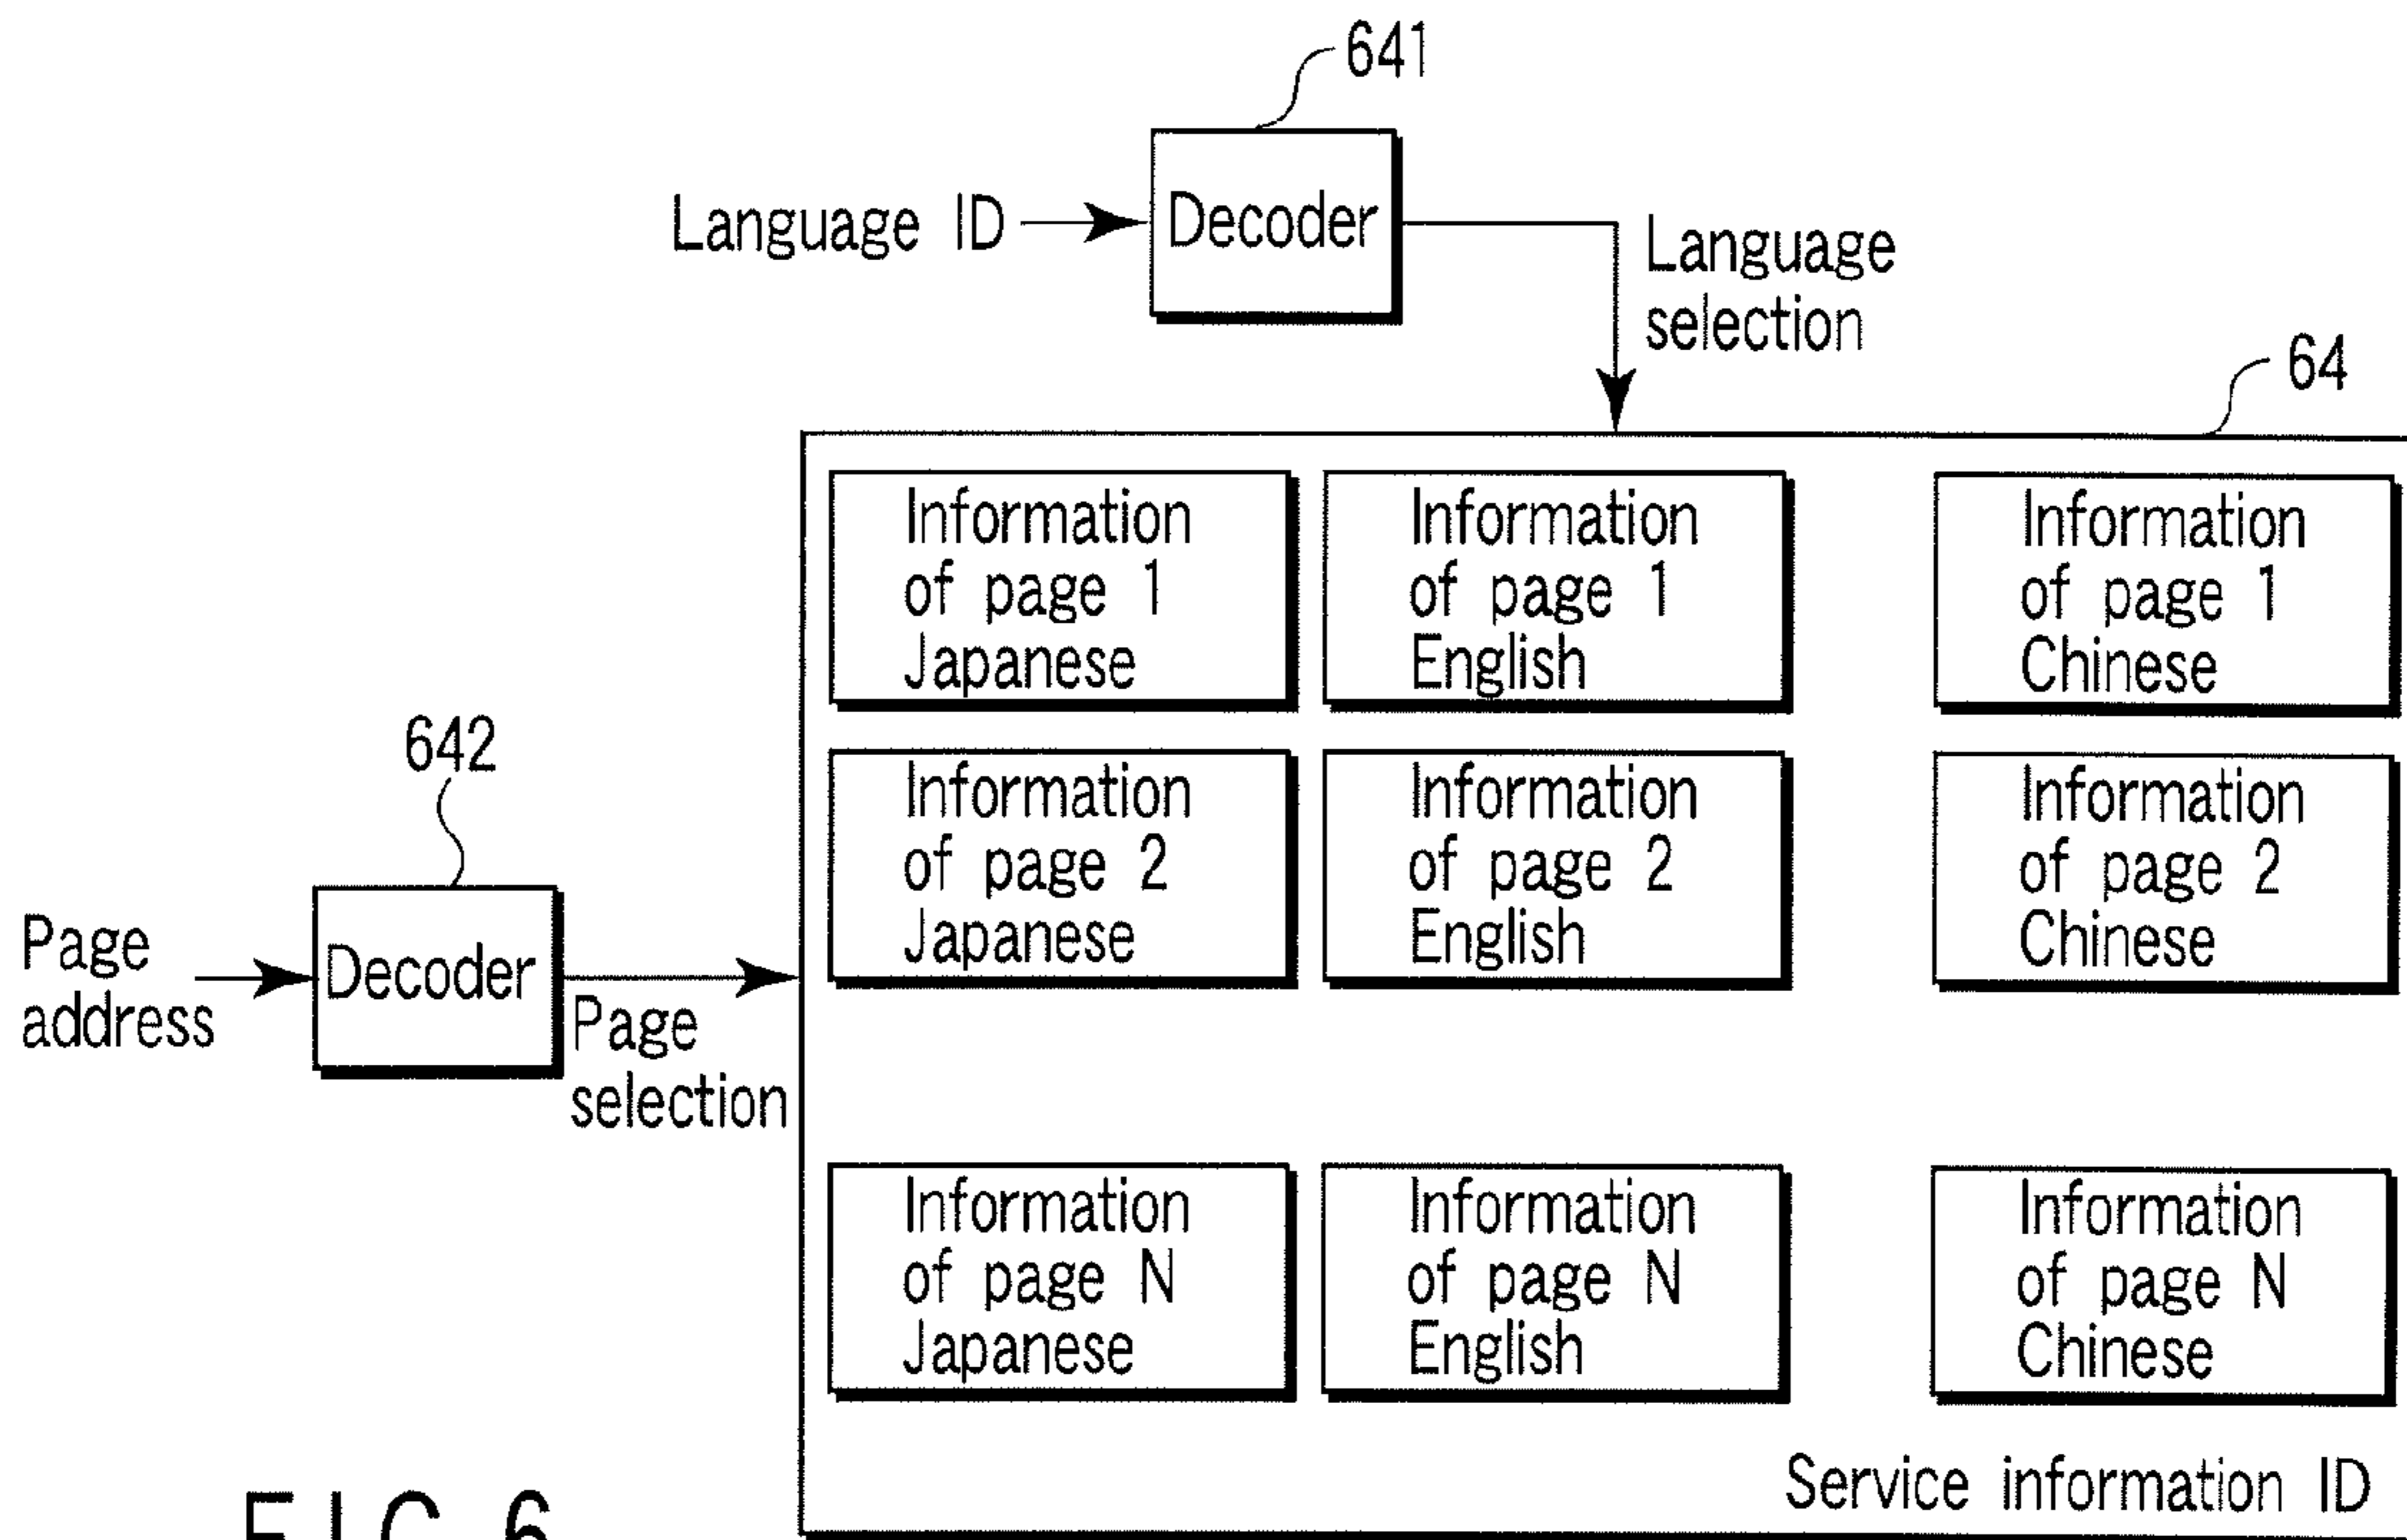 641
Language ID
Decoder
Language
selection
64
Information
of page 1
Japanese
Information
of page 1
English
Information
of page 1
Chinese
642
Page
address
Decoder
Page
selection
Information
of page 2
Japanese
Information
of page 2
English
Information
of page 2
Chinese
Information
of page N
Japanese
Information
of page N
English
Information
of page N
Chinese
Service information ID
FIG. 6